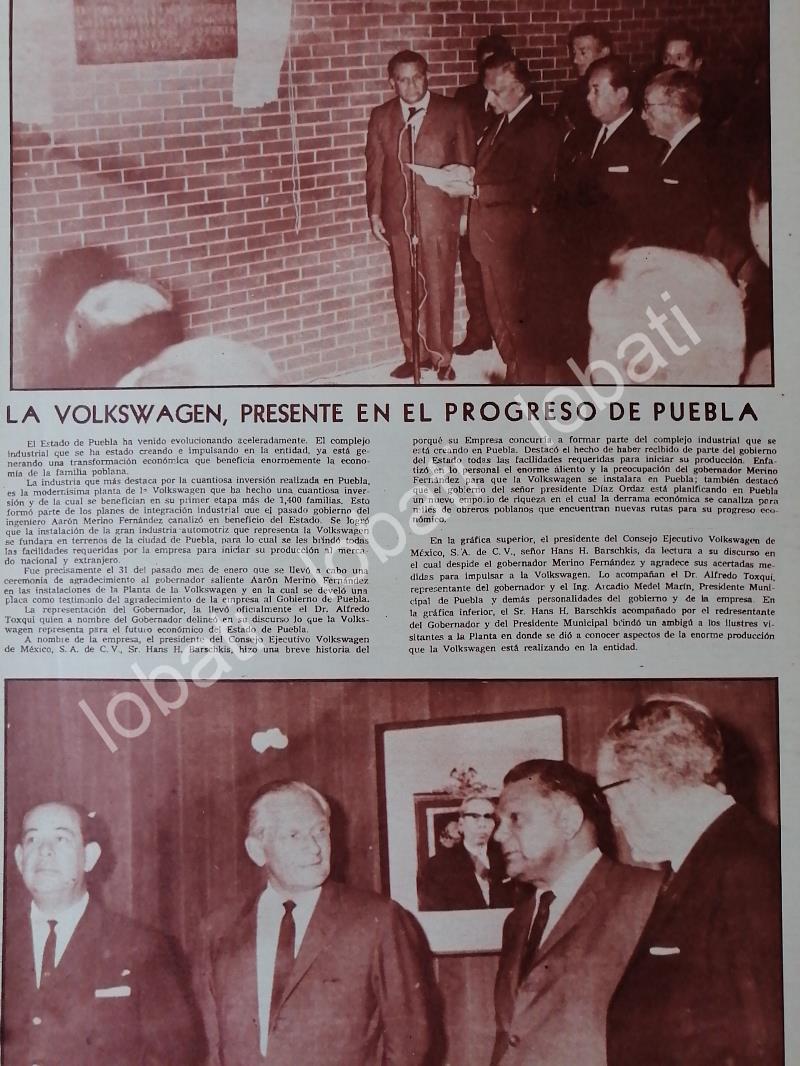 LA VOLKSWAGEN, PRESENTE EN EL PROGRESO DE PUEBLA
El Estado de Puebla ha venido evolucionando aceleradamente. El complejo
industrial que se ha estado creando e impulsando en la entidad, ya está ge-
nerando una transformación económica que beneficia enormemente la econo-
mía de la familia poblana.
La industria que más destaca por la cuantiosa inversión realizada en Puebla,
es la modernísima planta de la Volkswagen que ha hecho una cuantiosa inver-
sión y de la cual se benefician en su primer etapa más de 1,400 familias. Esto
formó parte de los planes de integración industrial que el pasado gobierno del
ingeniero Aarón Merino Fernández canalizó en beneficio del Estado. Se logró
que la instalación de la gran industria automotriz que representa la Volkswagen
se fundara en terrenos de la ciudad de Puebla, para lo cual se les brindó todas
las facilidades requeridas por la empresa para iniciar su producción al merca-
do nacional y extranjero.
Fue precisamente el 31 del pasado mes de enero que se llevó a cabo una
ceremonia de agradecimiento al gobernador saliente Aarón Merino Fernández
en las instalaciones de la Planta de la Volkswagen y en la cual se develó una
placa como testimonio del agradecimiento de la empresa al Gobierno de Puebla.
La representación del Gobernador, la llevó oficialmente el Dr. Alfredo
Toxqui quien a nombre del Gobernador delineó en su discurso lo que la Volks-
wagen representa para el futuro económico del Estado de Puebla.
A nombre de la empresa, el presidente del Consejo Ejecutivo Volkswagen
de México, S. A. de C. V., Sr. Hans H. Barschkis, hizo una breve historia del
porqué su Empresa concurría a formar parte del complejo industrial que se
está creando en Puebla. Destacó el hecho de haber recibido de parte del gobierno
del Estado todas las facilidades requeridas para iniciar su producción. Enfa-
tizó en lo personal el enorme aliento y la preocupación del gobernador Merino
Fernández para que la Volkswagen se instalara en Puebla; también destacó
que el gobierno del señor presidente Díaz Ordaz está planificando en Puebla
un nuevo emporio de riqueza en el cual la derrama económica se canaliza para
miles de obreros poblanos que encuentran nuevas rutas para su progreso eco-
nómico.
En la gráfica superior, el presidente del Consejo Ejecutivo Volkswagen de
México, S. A. de C. V., señor Hans H. Barschkis, da lectura a su discurso en
el cual despide el gobernador Merino Fernández y agradece sus acertadas me-
didas para impulsar a la Volkswagen. Lo acompañan el Dr. Alfredo Toxqui,
representante del gobernador y el Ing. Arcadio Medel Marín, Presidente Muni-
cipal de Puebla y demás personalidades del gobierno y de la empresa. En
la gráfica inferior, el Sr. Hans H. Barschkis acompañado por el redresentante
del Gobernador y del Presidente Municipal brindó un ambigú a los ilustres vi-
sitantes a la Planta en donde se dió a conocer aspectos de la enorme producción
que la Volkswagen está realizando en la entidad.
lobati
lobati
lobati
lobati